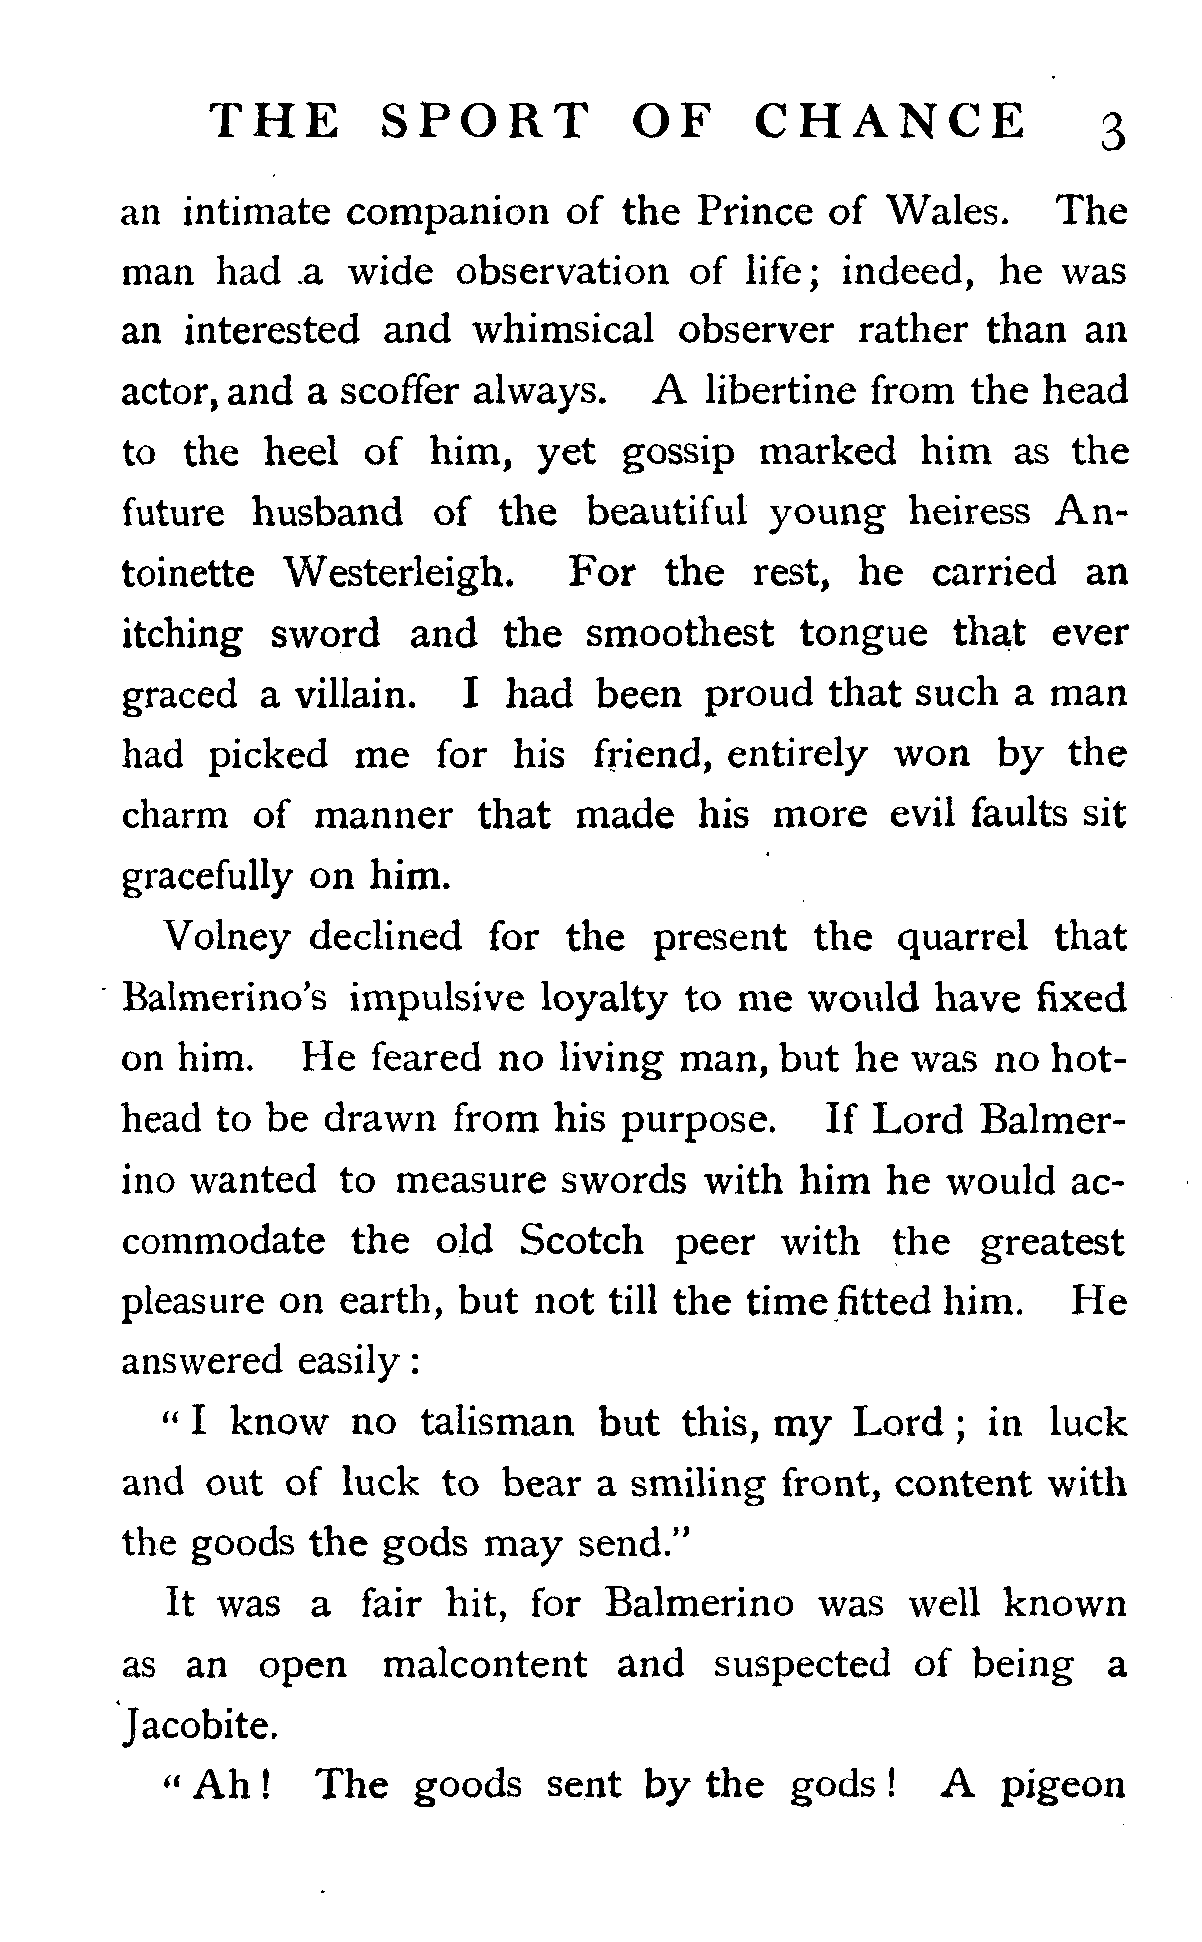 THE SPORT OF CHANCE 3
an intimate companion of the Prince of Wales. The
man had a wide observation of life; indeed, he was
an interested and whimsical observer rather than an
actor, and a scoffer always. A libertine from the head
to the heel of him, yet gossip marked him as the
future husband of the beautiful young heiress An-
toinette Westerleigh. For the rest, he carried an
itching sword and the smoothest tongue that ever
graced a villain. I had been proud that such a man
had picked me for his friend, entirely won by the
charm of manner that made his more evil faults sit
gracefully on him.
Volney declined for the present the quarrel that
Balmerino's impulsive loyalty to me would have fixed
on him. He feared no living man, but he was no hot-
head to be drawn from his purpose. If Lord Balmer-
ino wanted to measure swords with him he would ac-
commodate the old Scotch peer with the greatest
pleasure on earth, but not till the time fitted him. He
answered easily:
"I know no talisman but this, my Lord; in luck
and out of luck to bear a smiling front, content with
the goods the gods may send."
It was a fair hit, for Balmerino was well known
as an open malcontent and suspected of being a
Jacobite.
"Ah! The goods sent by the gods! A pigeon